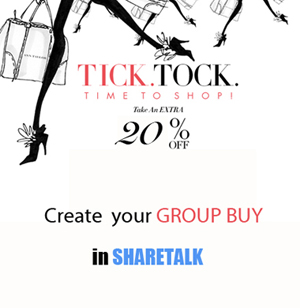 TICK.TOCK.
TIME TO SHOP!
Take An EXTRA
20%
OFF
Create your GROUP BUY
in SHARETALK